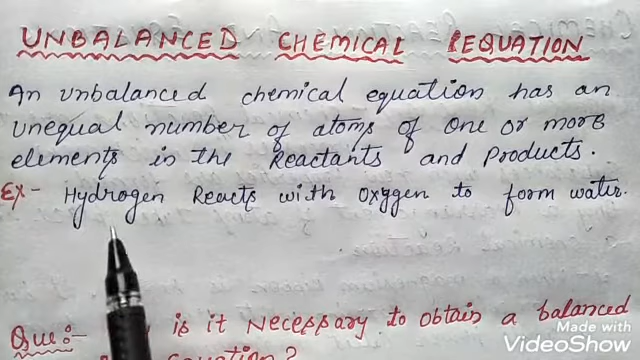 UNBALANCED CHEMICAL EQUATION
An unbalanced chemical equation has an
unequal number of atoms of one or more
elements in the Reactants and Products.
EX- Hydrogen Reacts with Oxygen to form water.
Que:- is it necessary to obtain a balanced
Equation?
Made with
VideoShow